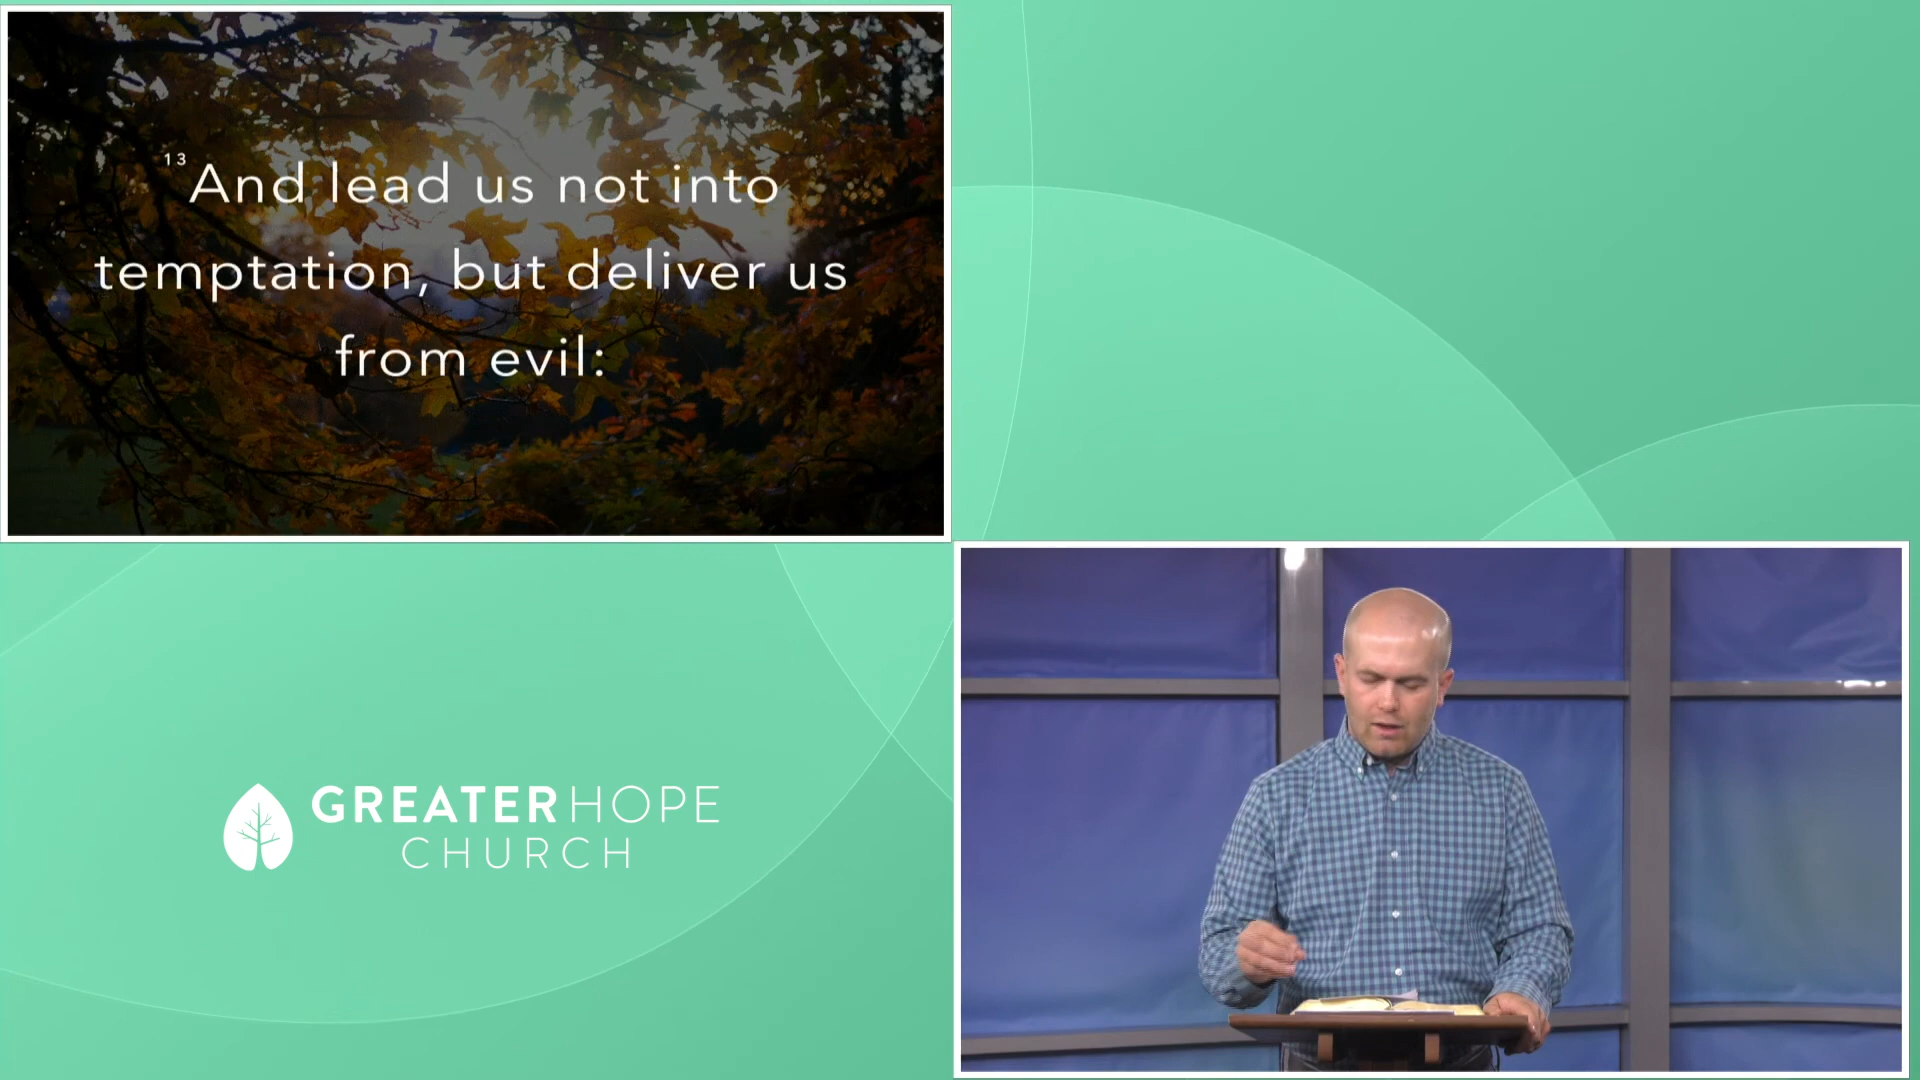 13 And lead us not into
temptation, but deliver us
from evil:
GREATER HOPE
CHURCH